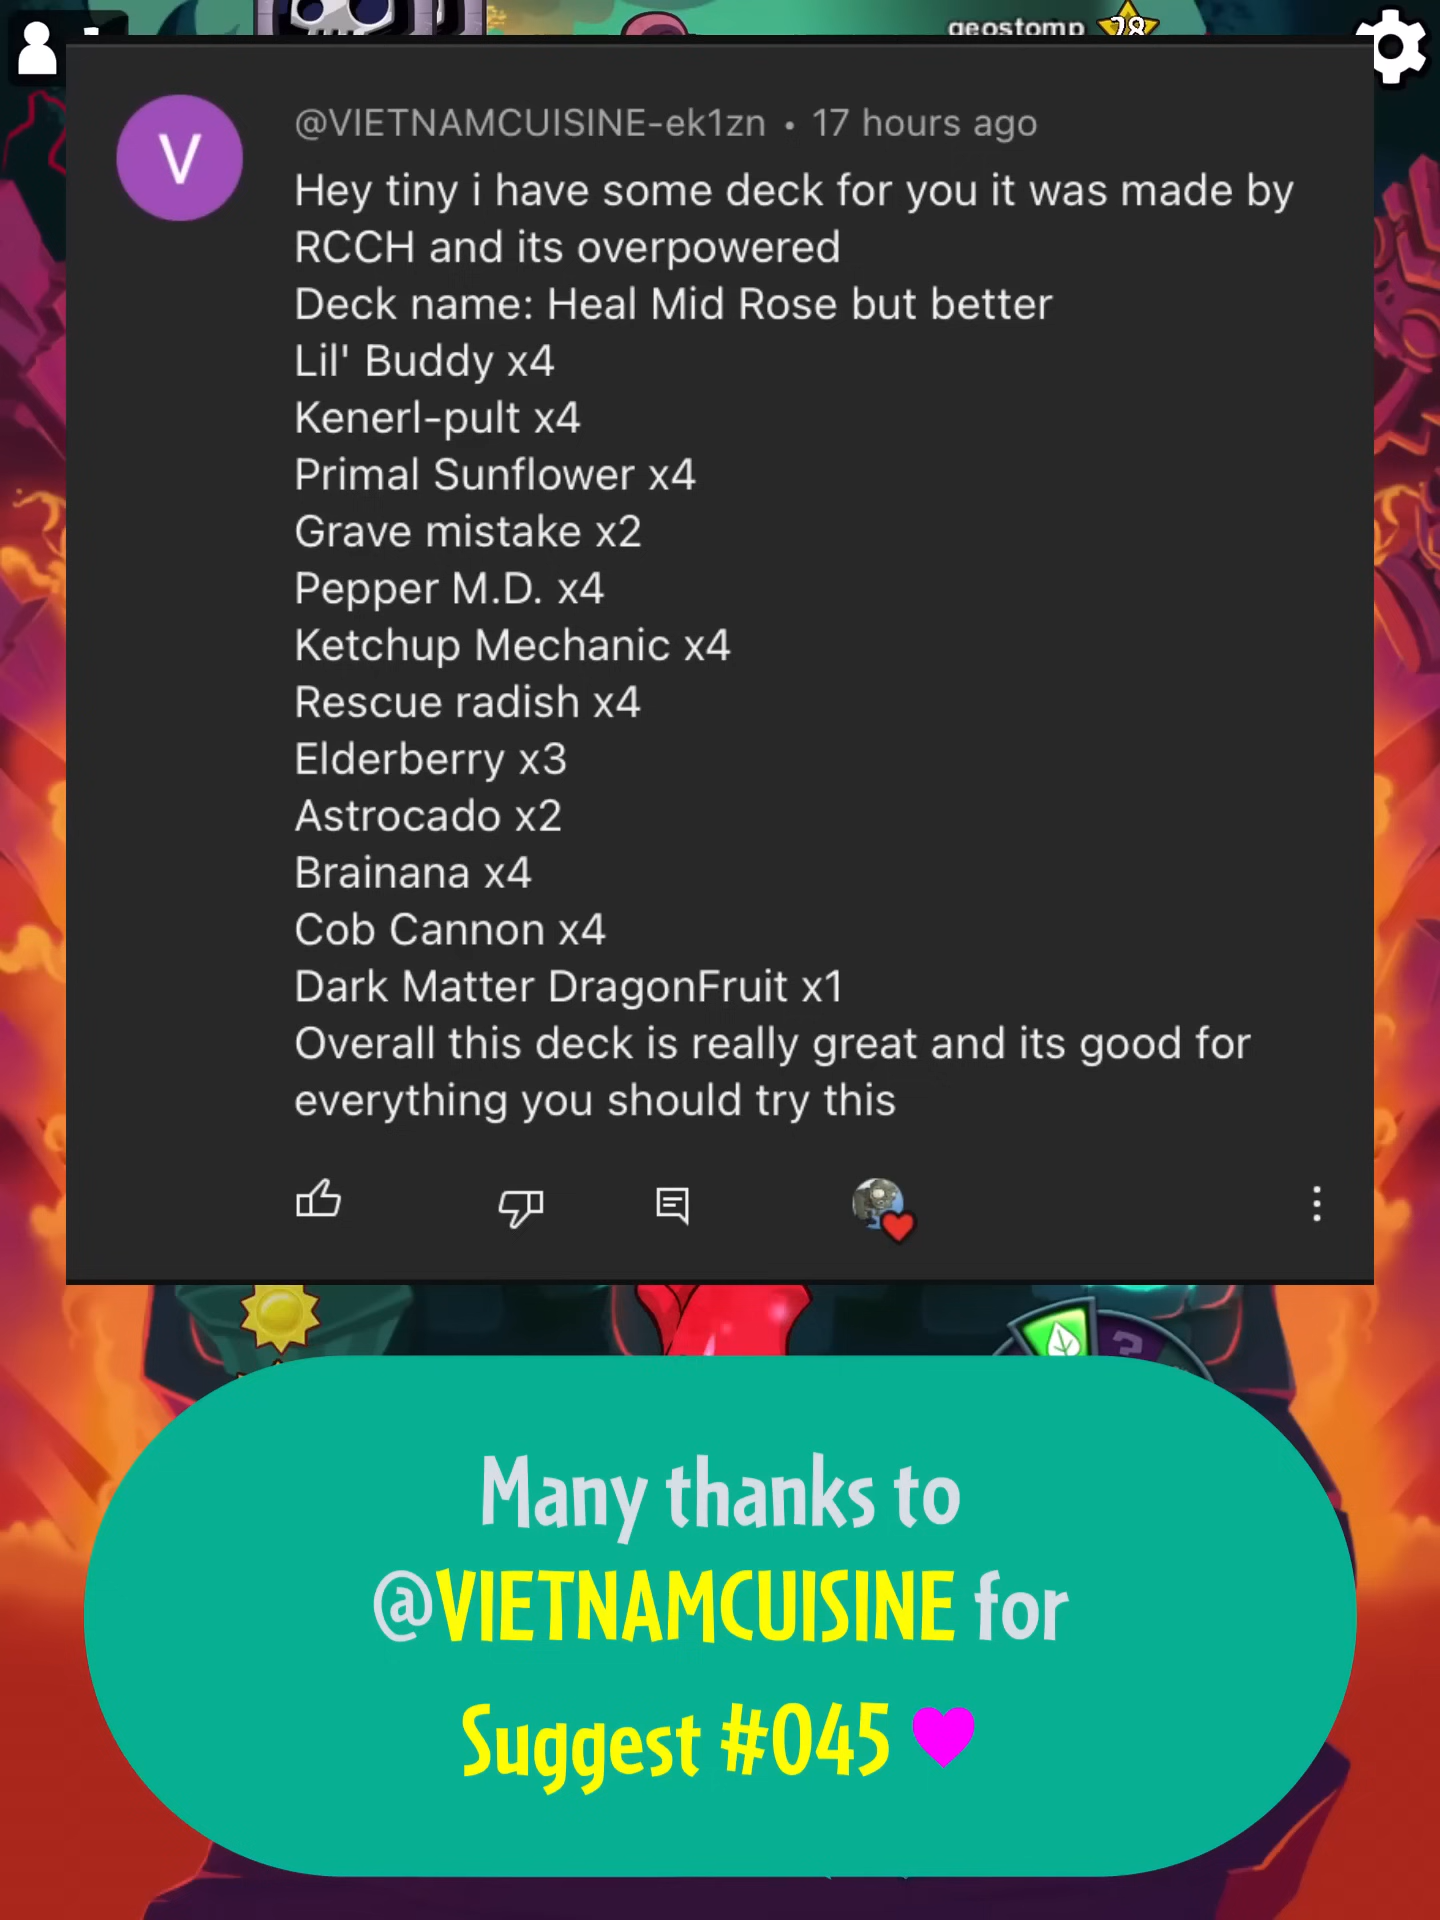 geostomp 28
V
@VIETNAMCUISINE-ek1zn • 17 hours ago
Hey tiny i have some deck for you it was made by
RCCH and its overpowered
Deck name: Heal Mid Rose but better
Lil' Buddy x4
Kenerl-pult x4
Primal Sunflower x4
Grave mistake x2
Pepper M.D. x4
Ketchup Mechanic x4
Rescue radish x4
Elderberry x3
Astrocado x2
Brainana x4
Cob Cannon x4
Dark Matter DragonFruit x1
Overall this deck is really great and its good for
everything you should try this
?
Many thanks to
@VIETNAMCUISINE for
Suggest #045